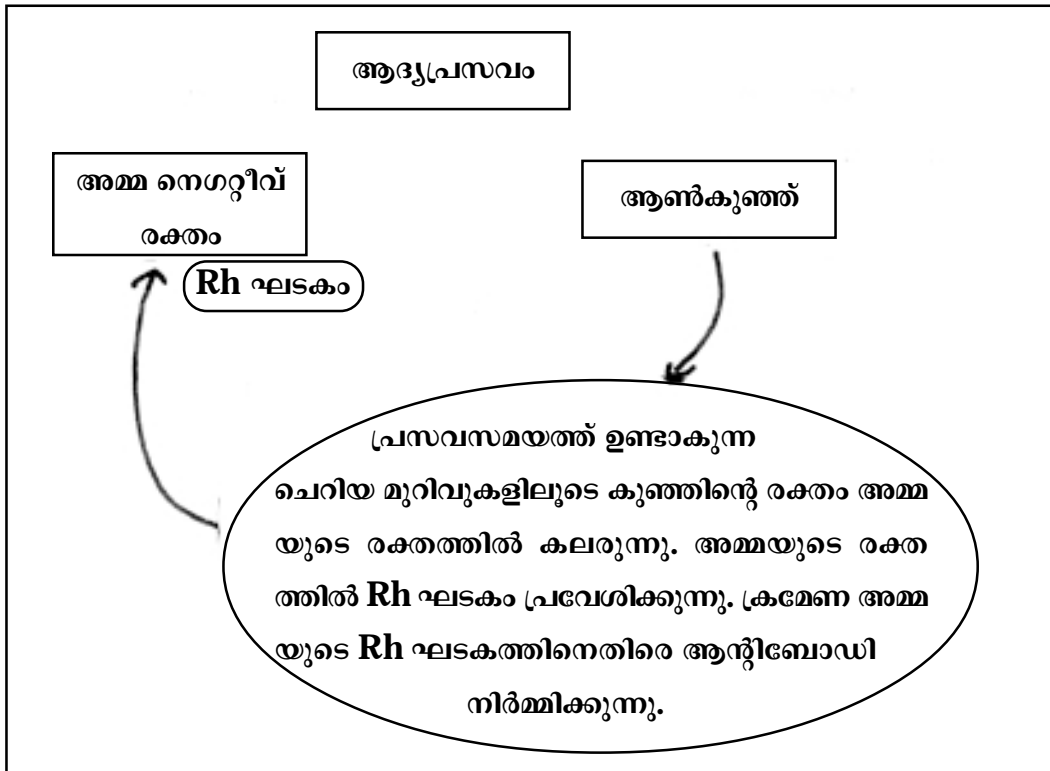 ആദ്യപ്രസവം
അമ്മ നെഗറ്റീവ്
രക്തം
ആൺകുഞ്ഞ്
Rh ഘടകം
പ്രസവസമയത്ത് ഉണ്ടാകുന്ന
ചെറിയ മുറിവുകളിലൂടെ കുഞ്ഞിന്റെ രക്തം അമ്മ
യുടെ രക്തത്തിൽ കലരുന്നു. അമ്മയുടെ രക്ത
ത്തിൽ Rh ഘടകം പ്രവേശിക്കുന്നു. ക്രമേണ അമ്മ
യുടെ Rh ഘടകത്തിനെതിരെ ആന്റിബോഡി
നിർമ്മിക്കുന്നു.